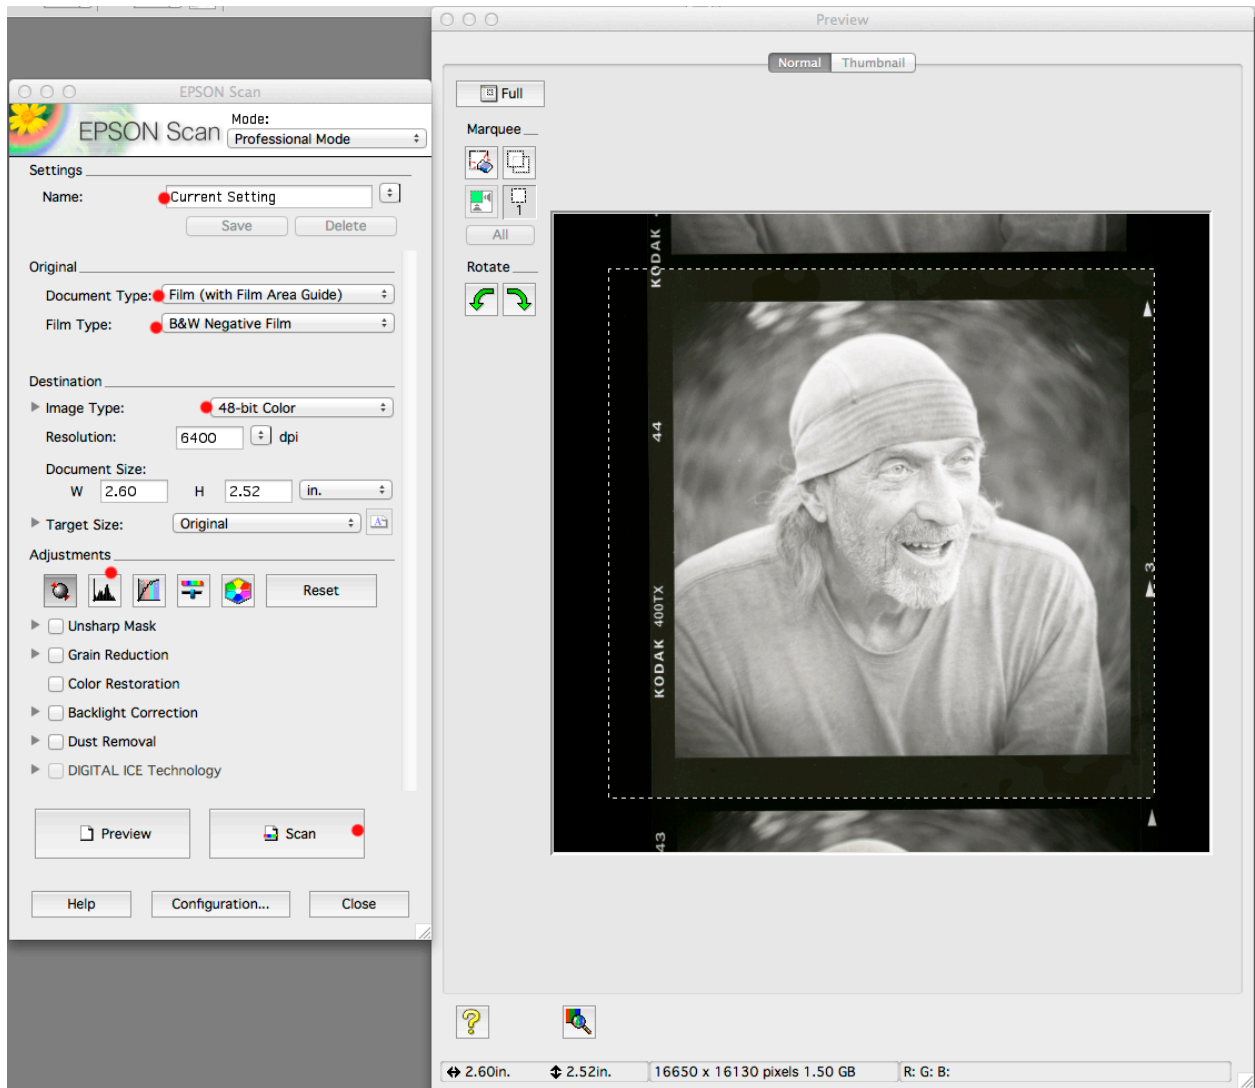 Preview
Normal Thumbnail
Full
Marquee
1
All
Rotate
EPSON Scan
EPSON Scan
Mode:
Professional Mode
Settings
Name: Current Setting
Save Delete
Original
Document Type: Film (with Film Area Guide)
Film Type: B&W Negative Film
Destination
Image Type: 48-bit Color
Resolution: 6400 dpi
Document Size:
W 2.60 H 2.52 in.
Target Size: Original
Adjustments
Reset
Unsharp Mask
Grain Reduction
Color Restoration
Backlight Correction
Dust Removal
DIGITAL ICE Technology
Preview Scan
Help Configuration... Close
KODAK
44
KODAK 400TX
43
3
2.60in. 2.52in. 16650 x 16130 pixels 1.50 GB R: G: B: